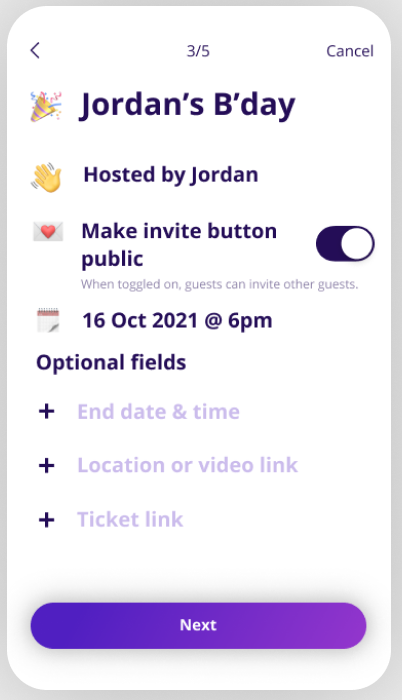 3/5
Cancel
Jordan's B'day
Hosted by Jordan
Make invite button
public
When toggled on, guests can invite other guests.
16 Oct 2021 @ 6pm
Optional fields
+ End date & time
+ Location or video link
+ Ticket link
Next